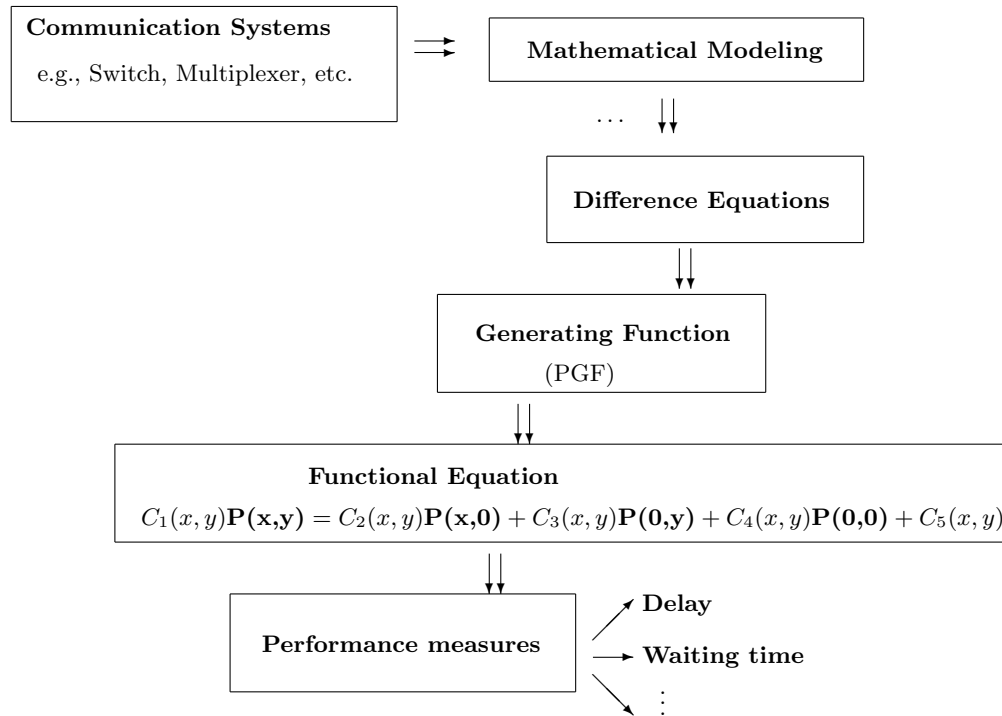 Communication Systems
e.g., Switch, Multiplexer, etc.
Mathematical Modeling
...
Difference Equations
Generating Function
(PGF)
Functional Equation
C₁(x, y)P(x,y) = C₂(x, y)P(x,0) + C₃(x, y)P(0,y) + C₄(x, y)P(0,0) + C₅(x, y)
Delay
Performance measures
Waiting time
⋮